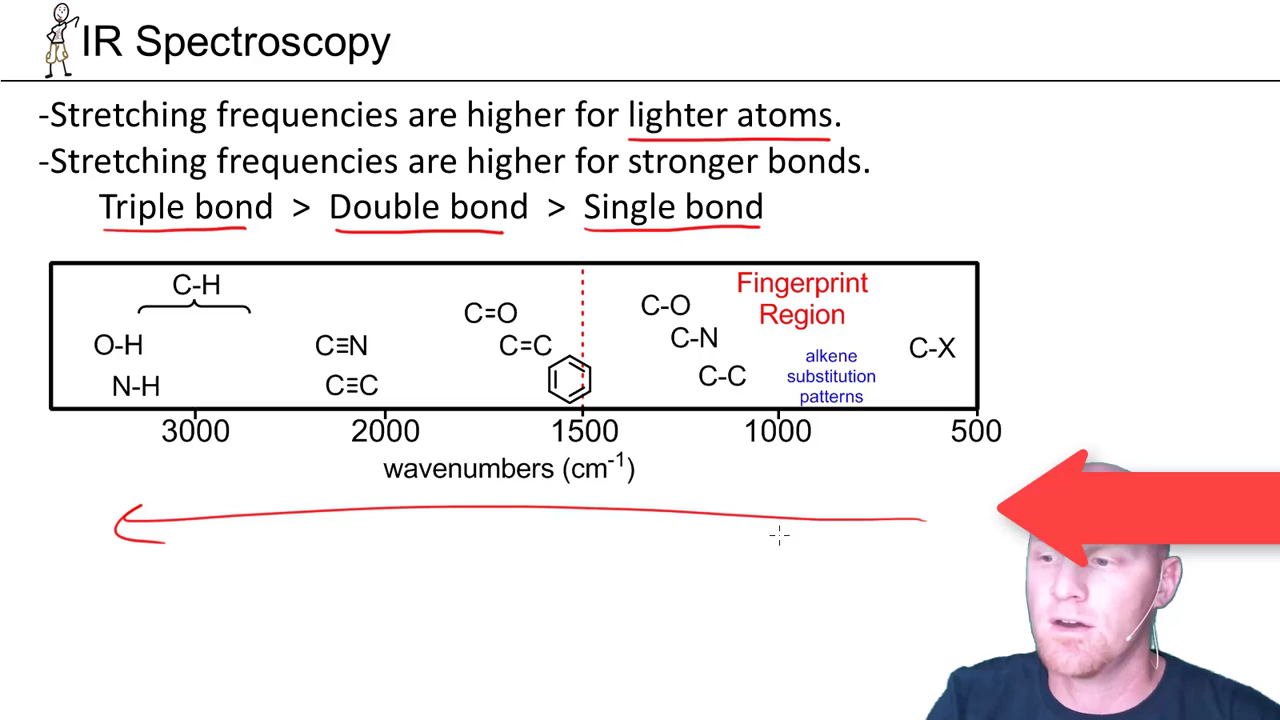 IR Spectroscopy
-Stretching frequencies are higher for lighter atoms.
-Stretching frequencies are higher for stronger bonds.
Triple bond > Double bond > Single bond
C-H
O-H
N-H
C≡N
C≡C
C=O
C=C
C-O
C-N
C-C
Fingerprint
Region
alkene
substitution
patterns
C-X
3000 2000 1500 1000 500
wavenumbers (cm⁻¹)